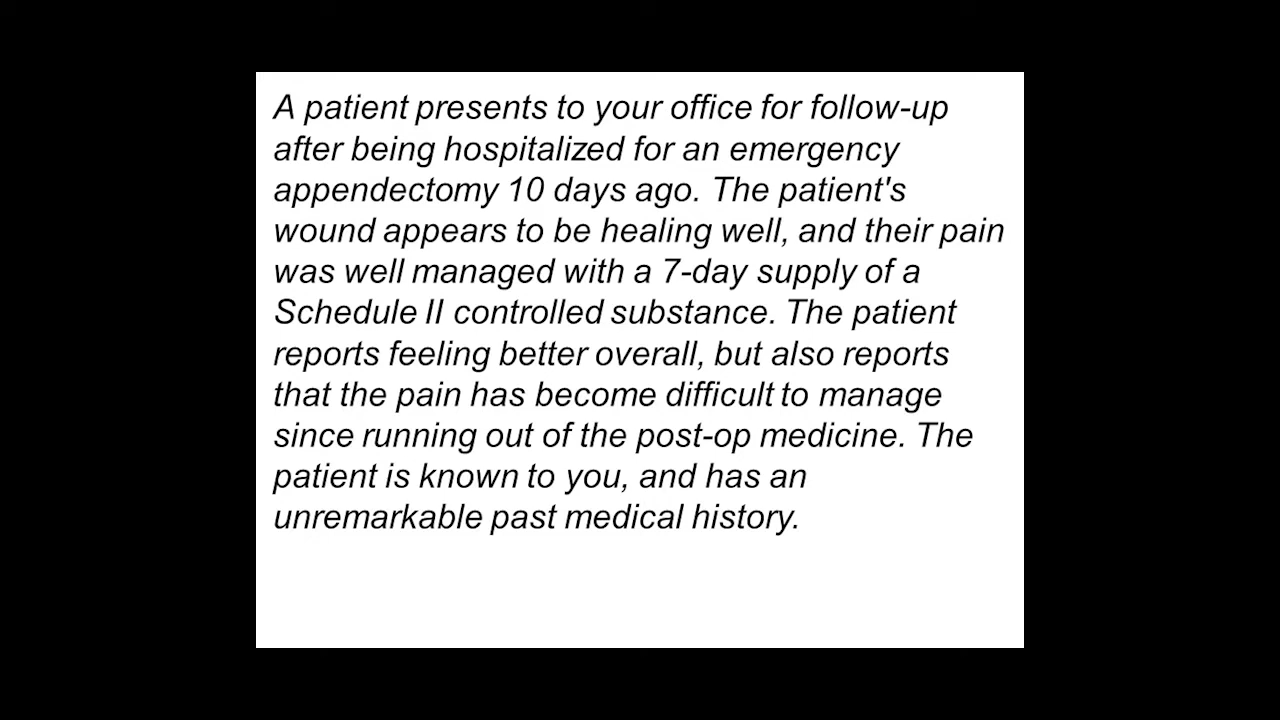 A patient presents to your office for follow-up
after being hospitalized for an emergency
appendectomy 10 days ago. The patient's
wound appears to be healing well, and their pain
was well managed with a 7-day supply of a
Schedule II controlled substance. The patient
reports feeling better overall, but also reports
that the pain has become difficult to manage
since running out of the post-op medicine. The
patient is known to you, and has an
unremarkable past medical history.